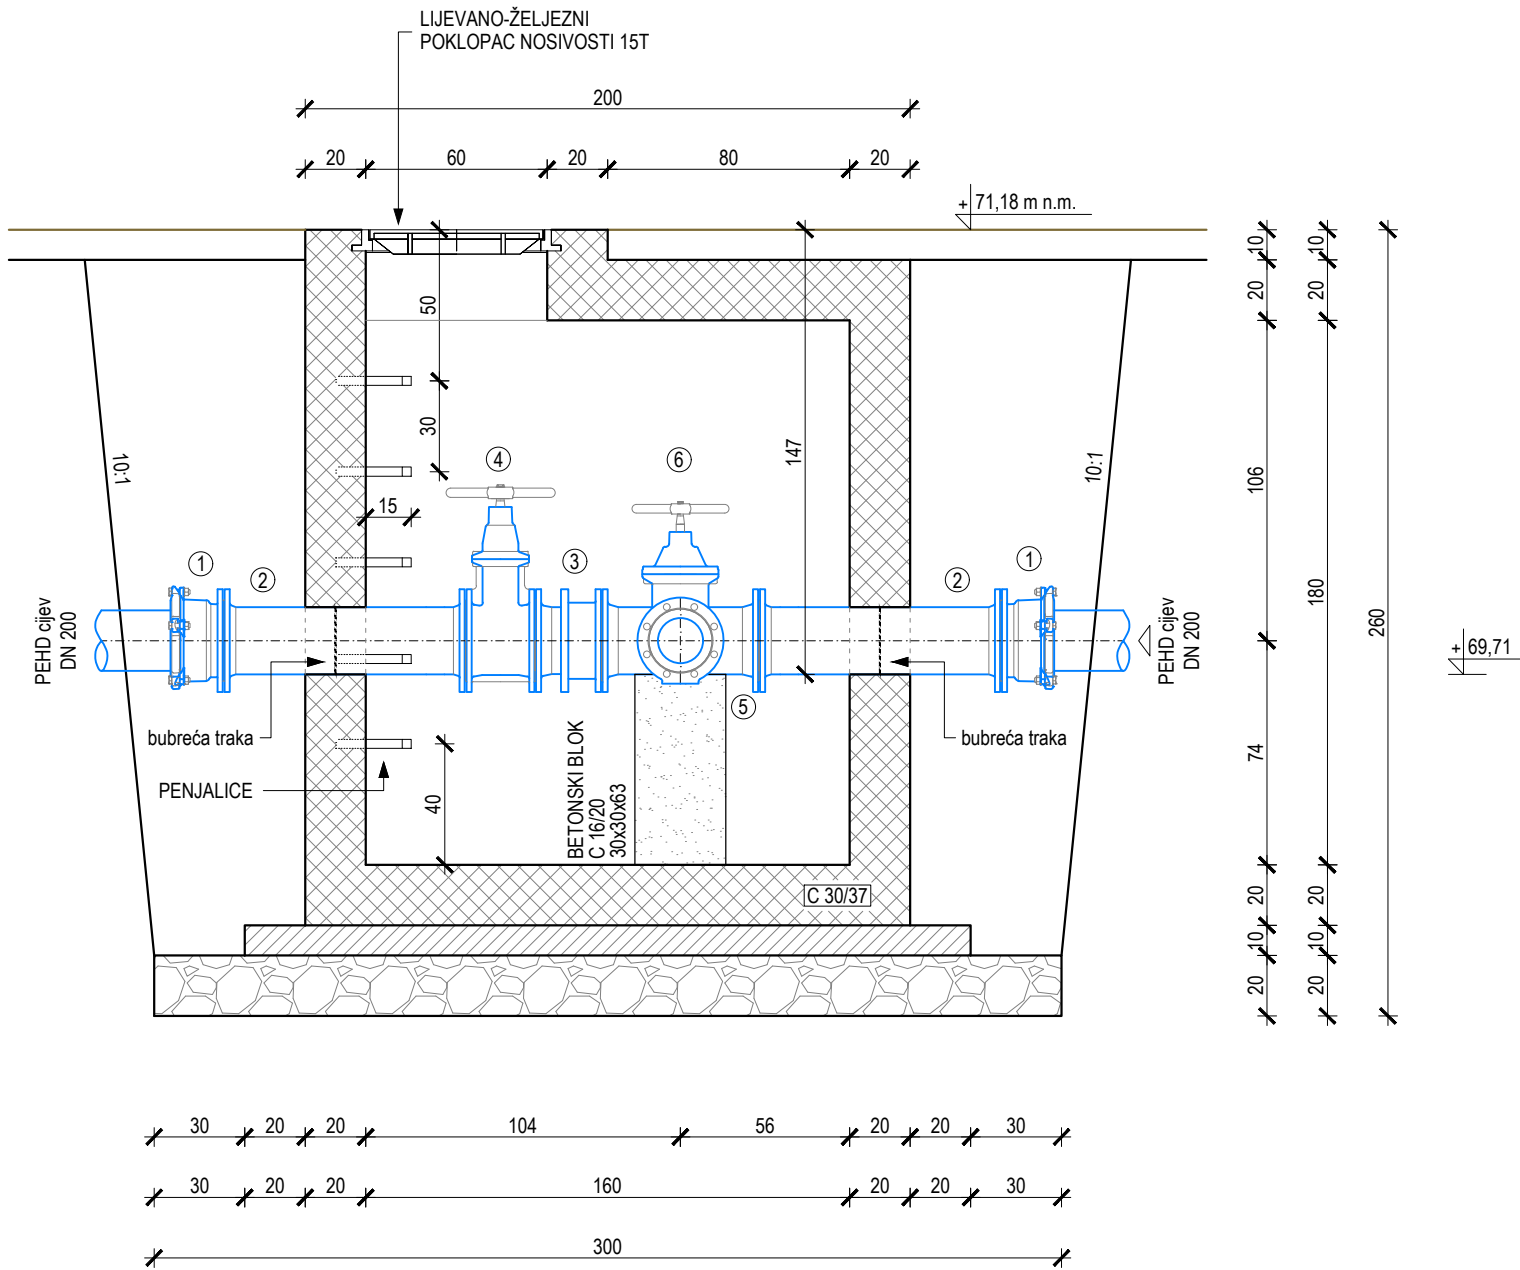 LIJEVANO-ŽELJEZNI
POKLOPAC NOSIVOSTI 15T
200
20 60 20 80 20
+ 71,18 m n.m.
10 10
20 20
50
30
147
106
180
260
10:1
10:1
4
6
15
1
2
3
2
1
PEHD cijev
DN 200
PEHD cijev
DN 200
+ 69,71
5
bubreća traka
bubreća traka
PENJALICE
40
BETONSKI BLOK
C 16/20
30x30x63
74
C 30/37
20 20
10 10
20 20
30 20 20 104 56 20 20 30
30 20 20 160 20 20 30
300